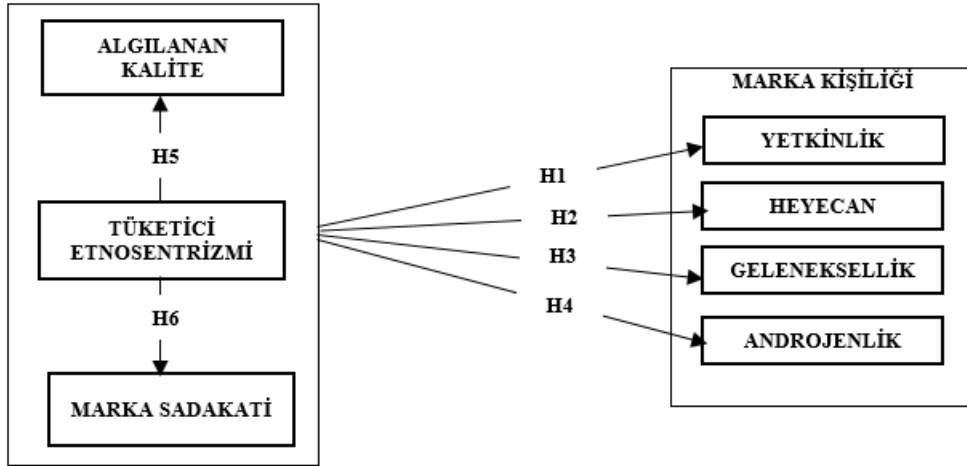 ALGILANAN
KALİTE
H5
TÜKETİCİ
ETNOSENTRİZMİ
H6
MARKA SADAKATİ
H1
H2
H3
H4
MARKA KİŞİLİĞİ
YETKİNLİK
HEYECAN
GELENEKSELLİK
ANDROJENLİK